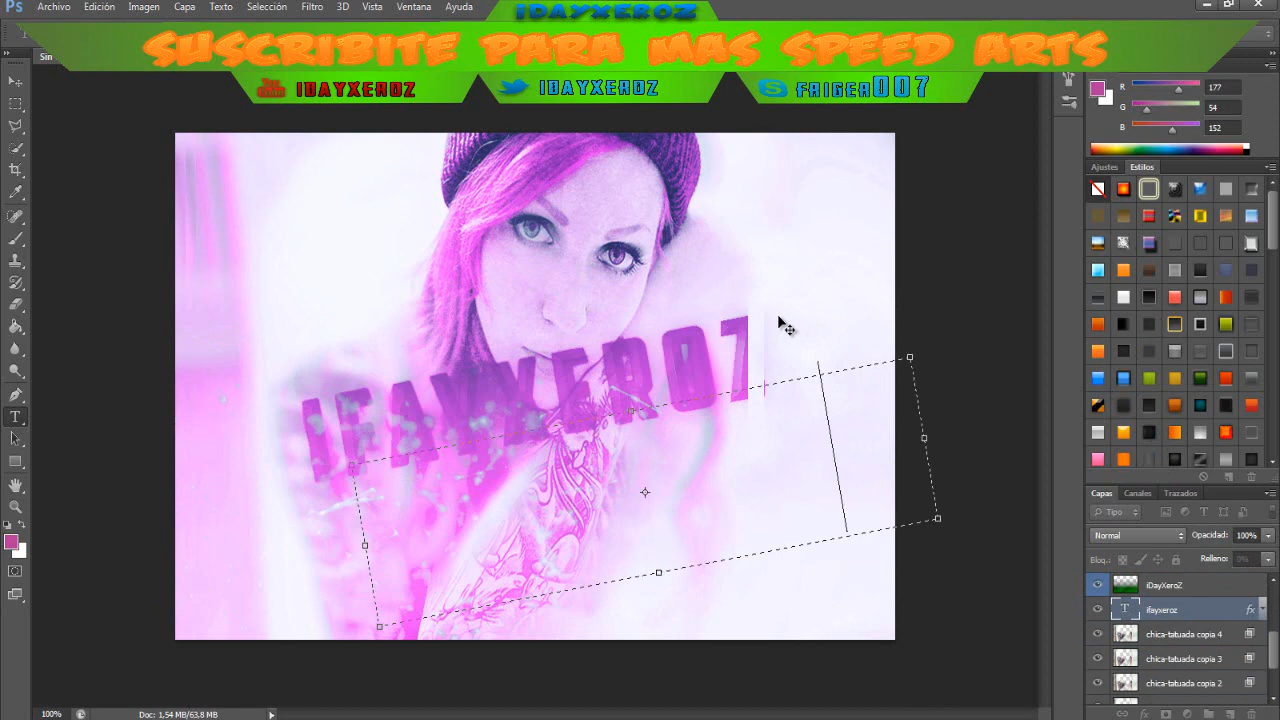 Ps Archivo Edición Imagen Capa Texto Selección Filtro 3D Vista Ventana Ayuda
IDAYXEROZ
SUSCRIBITE PARA MAS SPEED ARTS
Sin
You IDAYXEROZ
IDAYXEROZ
FRIGER007
R 177
G 54
B 152
Ajustes Estilos
IFAYXERO7
Capas Canales Trazados
Tipo
Normal Opacidad: 100%
Bloq.: Relleno:
iDayXeroZ
T ifayxeroz fx
chica-tatuada copia 4
chica-tatuada copia 3
chica-tatuada copia 2
100% Doc: 1,54 MB/63,8 MB